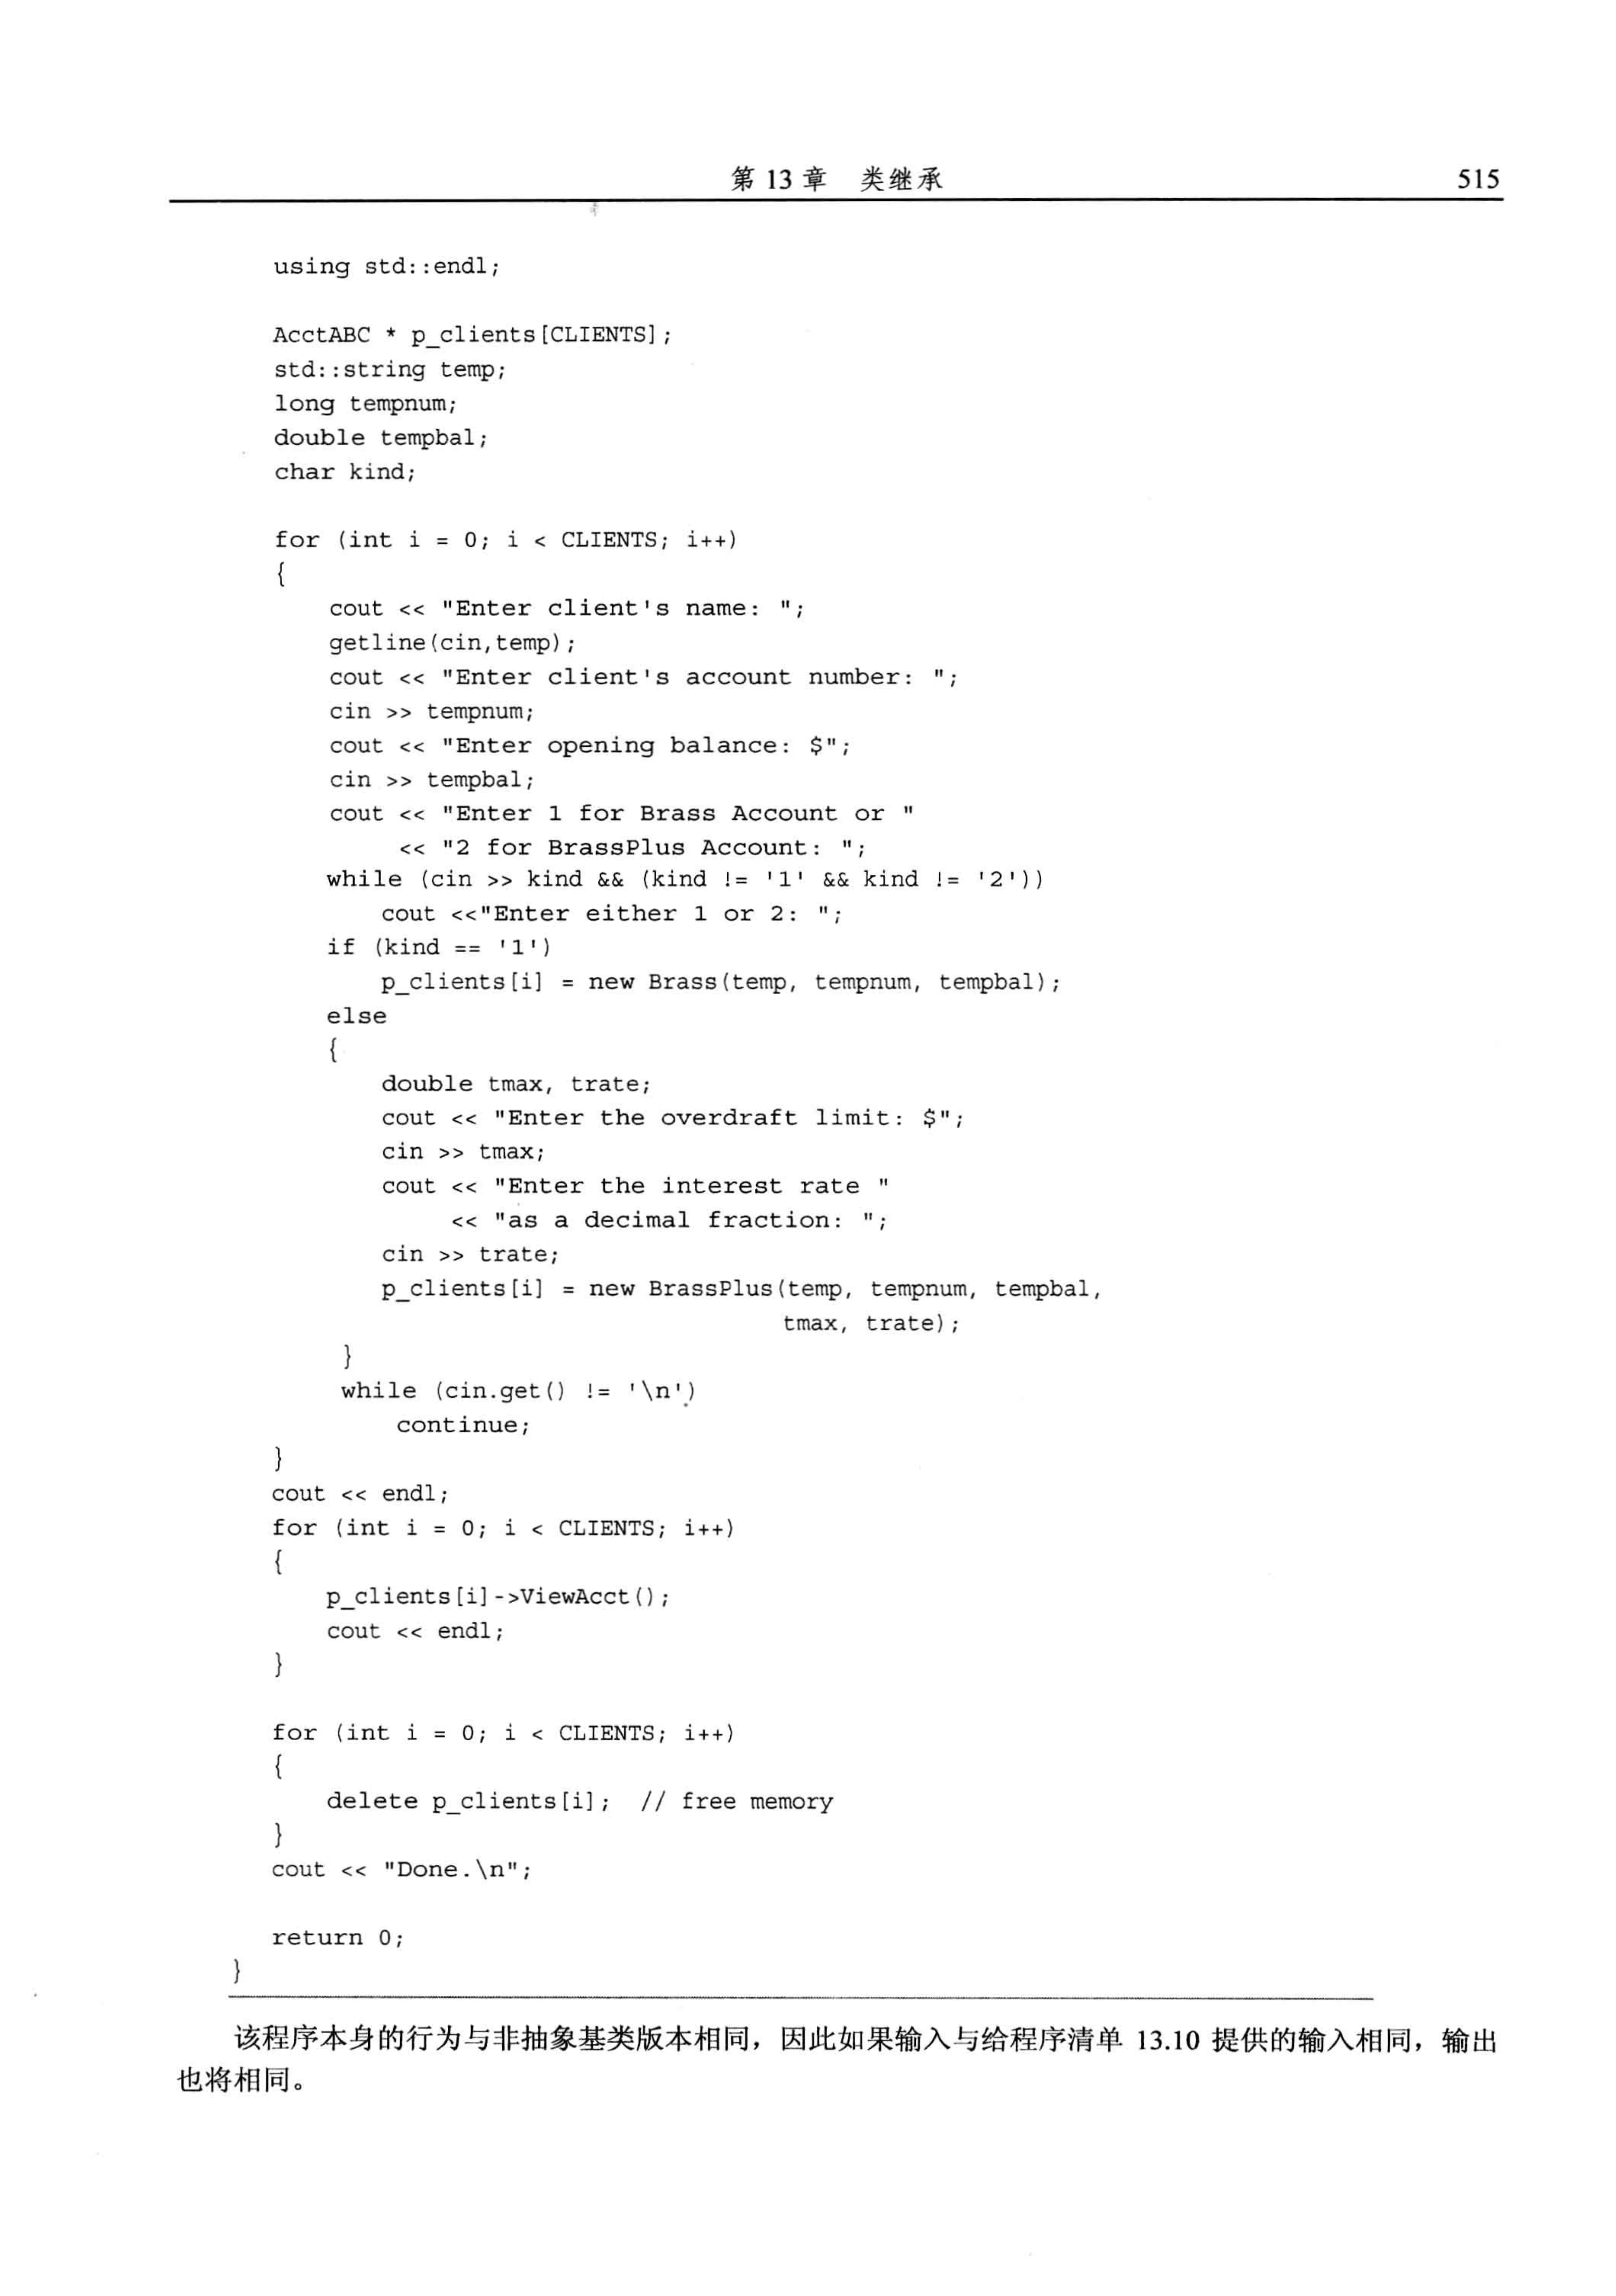 第 13 章 类继承 515
using std::endl;
AcctABC * p_clients[CLIENTS];
std::string temp;
long tempnum;
double tempbal;
char kind;
for (int i = 0; i < CLIENTS; i++)
{
cout << "Enter client's name: ";
getline(cin,temp);
cout << "Enter client's account number: ";
cin >> tempnum;
cout << "Enter opening balance: $";
cin >> tempbal;
cout << "Enter 1 for Brass Account or "
<< "2 for BrassPlus Account: ";
while (cin >> kind && (kind != '1' && kind != '2'))
cout <<"Enter either 1 or 2: ";
if (kind == '1')
p_clients[i] = new Brass(temp, tempnum, tempbal);
else
{
double tmax, trate;
cout << "Enter the overdraft limit: $";
cin >> tmax;
cout << "Enter the interest rate "
<< "as a decimal fraction: ";
cin >> trate;
p_clients[i] = new BrassPlus(temp, tempnum, tempbal,
tmax, trate);
}
while (cin.get() != '\n')
continue;
}
cout << endl;
for (int i = 0; i < CLIENTS; i++)
{
p_clients[i]->ViewAcct();
cout << endl;
}
for (int i = 0; i < CLIENTS; i++)
{
delete p_clients[i]; // free memory
}
cout << "Done.\n";
return 0;
}
该程序本身的行为与非抽象基类版本相同，因此如果输入与给程序清单 13.10 提供的输入相同，输出
也将相同。